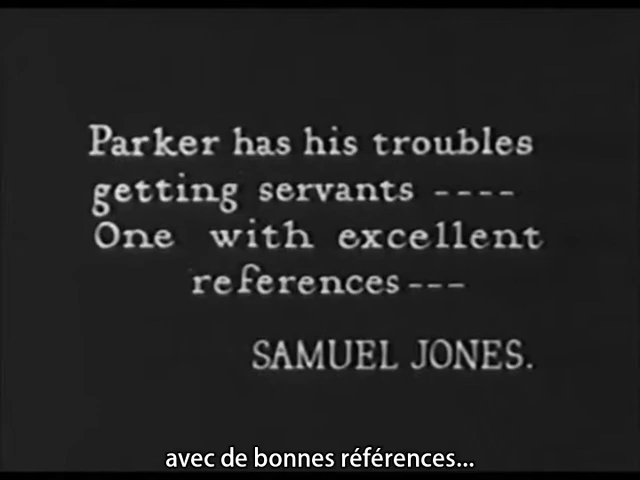 Parker has his troubles
getting servants ----
One with excellent
references---
SAMUEL JONES.
avec de bonnes références...